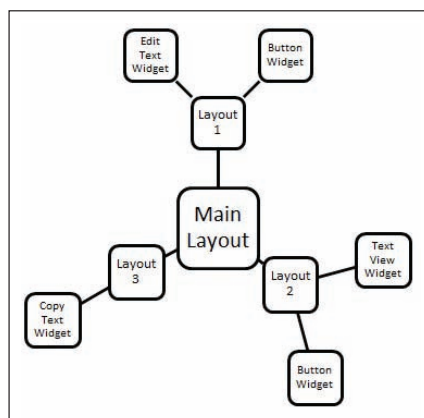 Edit
Text
Widget
Button
Widget
Layout
1
Main
Layout
Text
View
Widget
Layout
3
Layout
2
Copy
Text
Widget
Button
Widget